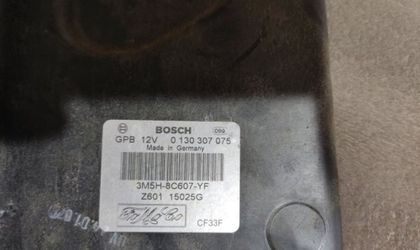 BOSCH
GPB 12V 0 130 307 075
Made in Germany
3M5H-8C607-YF
Z601 15025G
CF33F